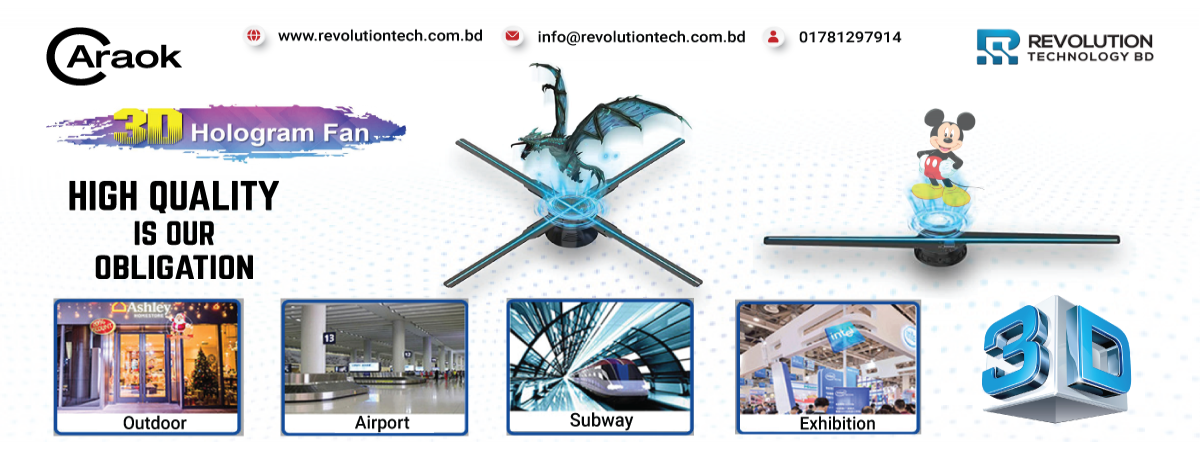 Caraok
www.revolutiontech.com.bd
info@revolutiontech.com.bd
01781297914
REVOLUTION
TECHNOLOGY BD
3D Hologram Fan
HIGH QUALITY
IS OUR
OBLIGATION
Ashley
HOMESTORE
13
intel
Outdoor
Airport
Subway
Exhibition
3D